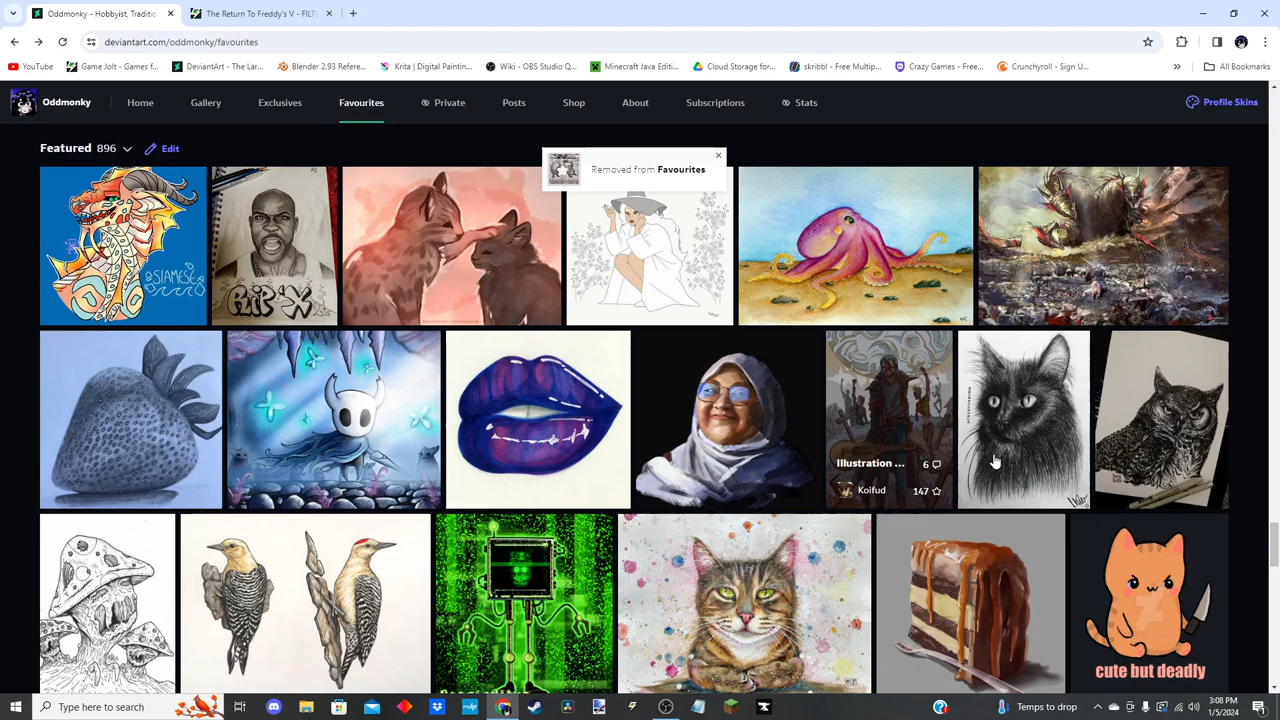 Oddmonky - Hobbyist, Traditio
The Return To Freddy's V - FILT
deviantart.com/oddmonky/favourites
YouTube
Game Jolt - Games f...
DeviantArt - The Lar...
Blender 2.93 Refere...
Krita | Digital Paintin...
Wiki - OBS Studio Q...
Minecraft Java Editi...
Cloud Storage for...
skribbl - Free Multip...
Crazy Games - Free...
Crunchyroll - Sign U...
»
All Bookmarks
Oddmonky
Home
Gallery
Exclusives
Favourites
Private
Posts
Shop
About
Subscriptions
Stats
Profile Skins
Featured 896
Edit
Removed from Favourites
SIAMESE
RIP X
Illustration ...
6
Koifud
147
cute but deadly
Type here to search
Temps to drop
3:08 PM
1/5/2024